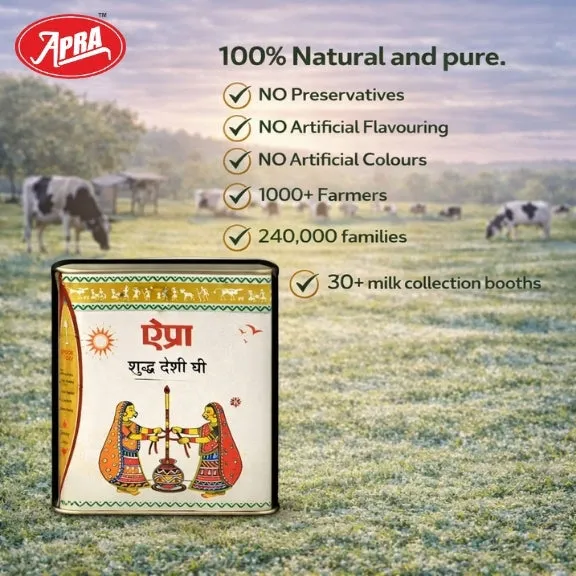 APRA
TM
100% Natural and pure.
NO Preservatives
NO Artificial Flavouring
NO Artificial Colours
1000+ Farmers
240,000 families
30+ milk collection booths
ऐप्रा
शुद्ध देशी घी